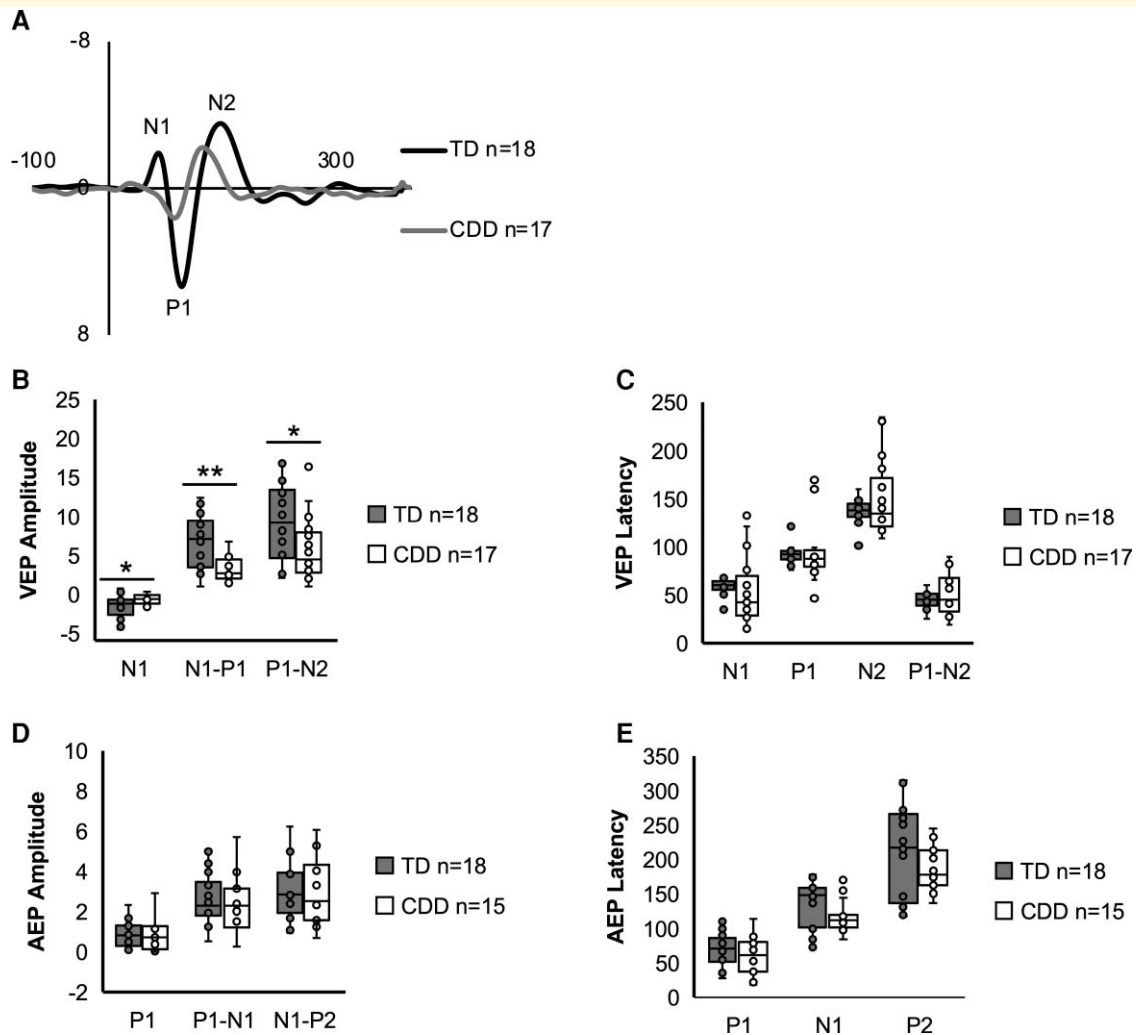 A
-8
N2
N1
-100
300
TD n=18
0
CDD n=17
P1
8
B
VEP Amplitude
25
20
15
10
5
0
-5
*
**
*
N1
N1-P1
P1-N2
TD n=18
CDD n=17
C
VEP Latency
250
200
150
100
50
0
N1
P1
N2
P1-N2
TD n=18
CDD n=17
D
AEP Amplitude
10
8
6
4
2
0
-2
P1
P1-N1
N1-P2
TD n=18
CDD n=15
E
AEP Latency
350
300
250
200
150
100
50
0
P1
N1
P2
TD n=18
CDD n=15